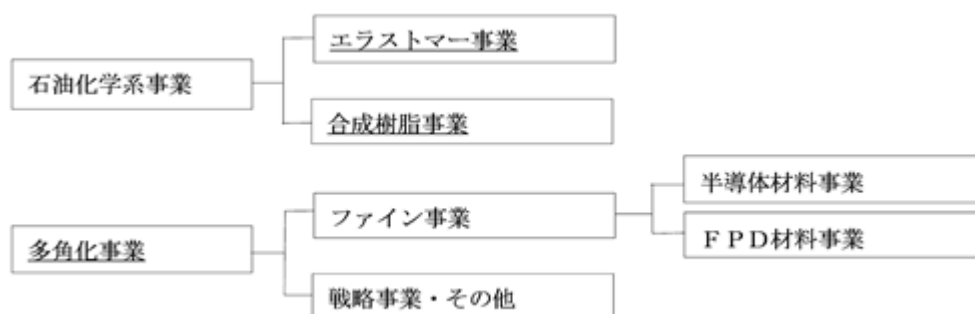 エラストマー事業
石油化学系事業
合成樹脂事業
半導体材料事業
ファイン事業
ＦＰＤ材料事業
多角化事業
戦略事業・その他